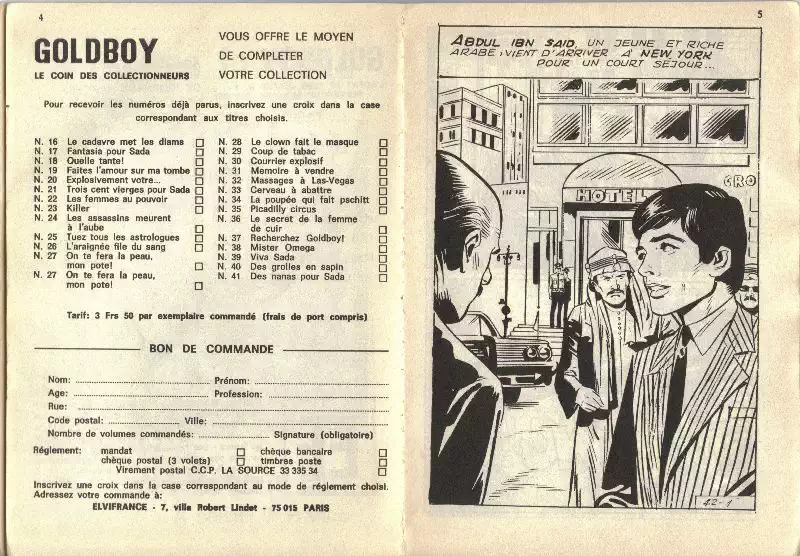 4
GOLDBOY
LE COIN DES COLLECTIONNEURS
VOUS OFFRE LE MOYEN
DE COMPLETER
VOTRE COLLECTION
Pour recevoir les numéros déjà parus, inscrivez une croix dans la case
correspondant aux titres choisis.
N. 16 Le cadavre met les diams
N. 17 Fantasia pour Sada
N. 18 Quelle tante!
N. 19 Faites l'amour sur ma tombe
N. 20 Explosivement votre...
N. 21 Trois cent vierges pour Sada
N. 22 Les femmes au pouvoir
N. 23 Killer
N. 24 Les assassins meurent
à l'aube
N. 25 Tuez tous les astrologues
N. 26 L'araignée file du sang
N. 27 On te fera la peau,
mon pote!
N. 27 On te fera la peau,
mon pote!
N. 28 Le clown fait le masque
N. 29 Coup de tabac
N. 30 Courrier explosif
N. 31 Mémoire à vendre
N. 32 Massages à Las-Vegas
N. 33 Cerveau à abattre
N. 34 La poupée qui fait pschitt
N. 35 Picadilly circus
N. 36 Le secret de la femme
de cuir
N. 37 Recherchez Goldboy!
N. 38 Mister Omega
N. 39 Viva Sada
N. 40 Des grolles en sapin
N. 41 Des nanas pour Sada
Tarif: 3 Frs 50 par exemplaire commandé (frais de port compris)
BON DE COMMANDE
Nom: Prénom:
Age: Profession:
Rue:
Code postal: Ville:
Nombre de volumes commandés: Signature (obligatoire)
Réglement: mandat chèque bancaire
chèque postal (3 volets) timbres poste
Virement postal C.C.P. LA SOURCE 33 335 34
Inscrivez une croix dans la case correspondant au mode de réglement choisi.
Adressez votre commande à:
ELVIFRANCE - 7, villa Robert Lindet - 75015 PARIS
5
ABDUL IBN SAID, UN JEUNE ET RICHE
ARABE, VIENT D'ARRIVER A' NEW YORK
POUR UN COURT SÉJOUR...
HOTEL
CRO
42-1